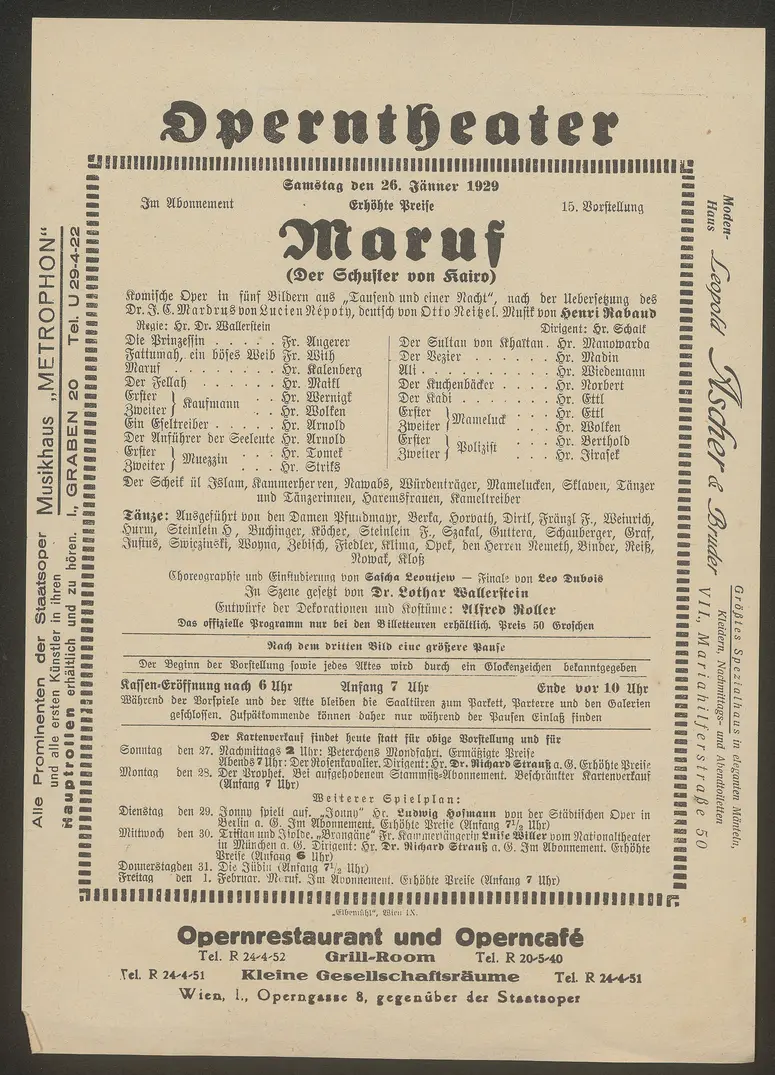 Operntheater
Samstag den 26. Jänner 1929
Im Abonnement Erhöhte Preise 15. Vorstellung
Maruf
(Der Schuster von Kairo)
Komische Oper in fünf Bildern aus „Tausend und einer Nacht“, nach der Uebersetzung des
Dr. J. C. Mardrus von Lucien Népoty, deutsch von Otto Neitzel. Musik von Henri Rabaud
Regie: Hr. Dr. Wallerstein Dirigent: Hr. Schalk
Die Prinzessin . . . . . Fr. Angerer
Fattumah, ein böses Weib Fr. With
Maruf . . . . . . . . Hr. Kalenberg
Der Fellah . . . . . . Hr. Maikl
Erster } Kaufmann . . Hr. Wernigk
Zweiter } Kaufmann . . Hr. Wolken
Ein Eseltreiber . . . . . Hr. Arnold
Der Anführer der Seeleute Hr. Arnold
Erster } Muezzin . . . Hr. Tomek
Zweiter } Muezzin . . . Hr. Striks
Der Sultan von Khaitan. Hr. Manowarda
Der Vezier . . . . . . Hr. Madin
Ali . . . . . . . . . Hr. Wiedemann
Der Kuchenbäcker . . . . Hr. Norbert
Der Kadi . . . . . . . Hr. Ettl
Erster } Mameluck . . . Hr. Ettl
Zweiter } Mameluck . . . Hr. Wolken
Erster } Polizist . . . Hr. Berthold
Zweiter } Polizist . . . Hr. Jirasek
Der Scheik ül Islam, Kammerherren, Nawabs, Würdenträger, Mamelucken, Sklaven, Tänzer
und Tänzerinnen, Haremsfrauen, Kameltreiber
Tänze: Ausgeführt von den Damen Pfundmayr, Berka, Horvath, Dirtl, Fränzl F., Weinrich,
Hurm, Steinlein H., Buchinger, Köcher, Steinlein F., Szakal, Guttera, Schauberger, Graf,
Justus, Swiczinski, Woyna, Zebisch, Fiedler, Klima, Opek, den Herren Nemeth, Binder, Reiß,
Nowak, Kloß
Choreographie und Einstudierung von Sascha Leontjew — Finale von Leo Dubois
In Szene gesetzt von Dr. Lothar Wallerstein
Entwürfe der Dekorationen und Kostüme: Alfred Roller
Das offizielle Programm nur bei den Billetteuren erhältlich. Preis 50 Groschen
Nach dem dritten Bild eine größere Pause
Der Beginn der Vorstellung sowie jedes Aktes wird durch ein Glockenzeichen bekanntgegeben
Kassen-Eröffnung nach 6 Uhr Anfang 7 Uhr Ende vor 10 Uhr
Während der Vorspiele und der Akte bleiben die Saaltüren zum Parkett, Parterre und den Galerien
geschlossen. Zuspätkommende können daher nur während der Pausen Einlaß finden
Der Kartenverkauf findet heute statt für obige Vorstellung und für
Sonntag den 27. Nachmittags 2 Uhr: Peterchens Mondfahrt. Ermäßigte Preise
Abends 7 Uhr: Der Rosenkavalier. Dirigent: Hr. Dr. Richard Strauß a. G. Erhöhte Preise
Montag den 28. Der Prophet. Bei aufgehobenem Stammsitz-Abonnement. Beschränkter Kartenverkauf
(Anfang 7 Uhr)
Weiterer Spielplan:
Dienstag den 29. Jonny spielt auf. „Jonny“ Hr. Ludwig Hofmann von der Städtischen Oper in
Berlin a. G. Im Abonnement. Erhöhte Preise (Anfang 7½ Uhr)
Mittwoch den 30. Tristan und Isolde. „Brangäne“ Fr. Kammersängerin Luise Willer vom Nationaltheater
in München a. G. Dirigent: Hr. Dr. Richard Strauß a. G. Im Abonnement. Erhöhte
Preise (Anfang 6 Uhr)
Donnerstag den 31. Die Jüdin (Anfang 7½ Uhr)
Freitag den 1. Februar. Maruf. Im Abonnement. Erhöhte Preise (Anfang 7 Uhr)
„Elbemühl“, Wien IX.
Opernrestaurant und Operncafé
Tel. R 24-4-52 Grill-Room Tel. R 20-5-40
Tel. R 24-4-51 Kleine Gesellschaftsräume Tel. R 24-4-51
Wien, I., Operngasse 8, gegenüber der Staatsoper
Alle Prominenten der Staatsoper Musikhaus „METROPHON“
und alle ersten Künstler in ihren
Hauptrollen erhältlich und zu hören. I., GRABEN 20 Tel. U 29-4-22
Moden-
Haus Leopold Ascher & Bruder VII., Mariahilferstraße 50
Größtes Spezialhaus in eleganten Mänteln,
Kleidern, Nachmittags- und Abendtoiletten